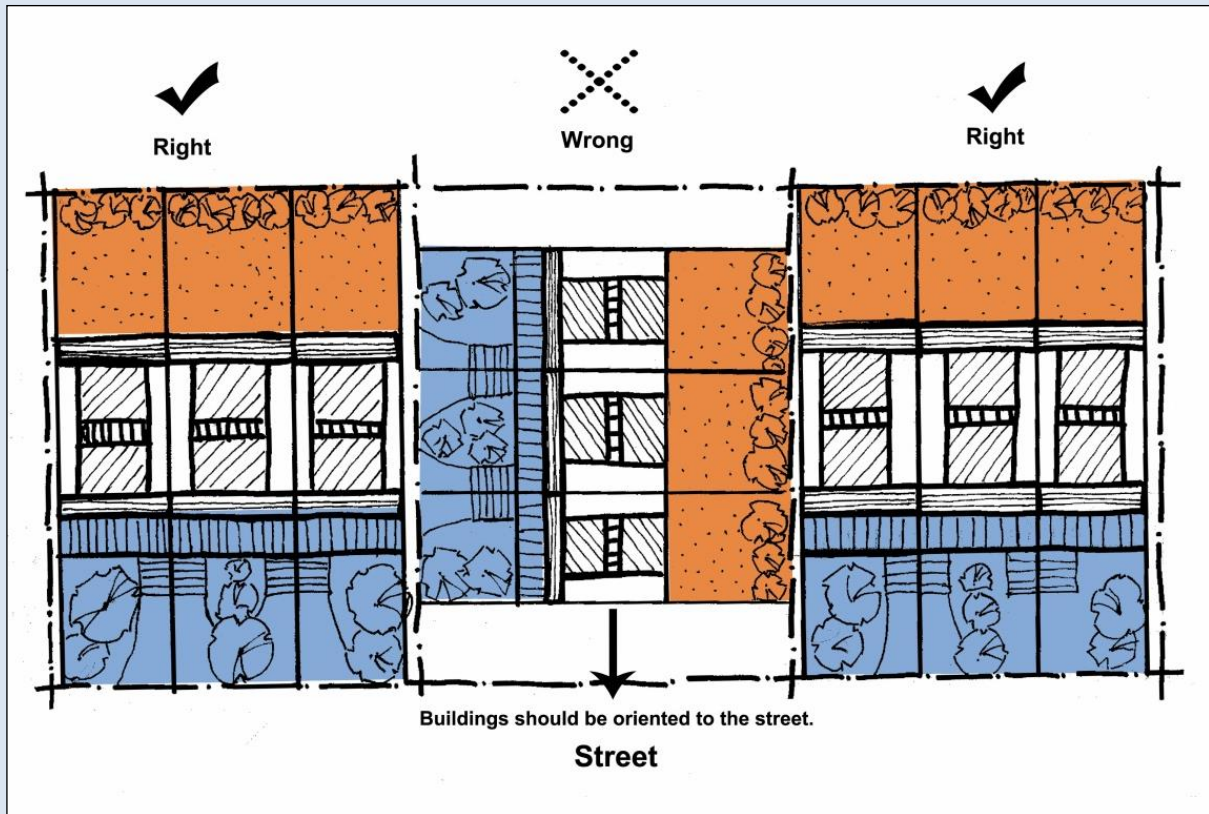 Right
Wrong
Right
Buildings should be oriented to the street.
Street